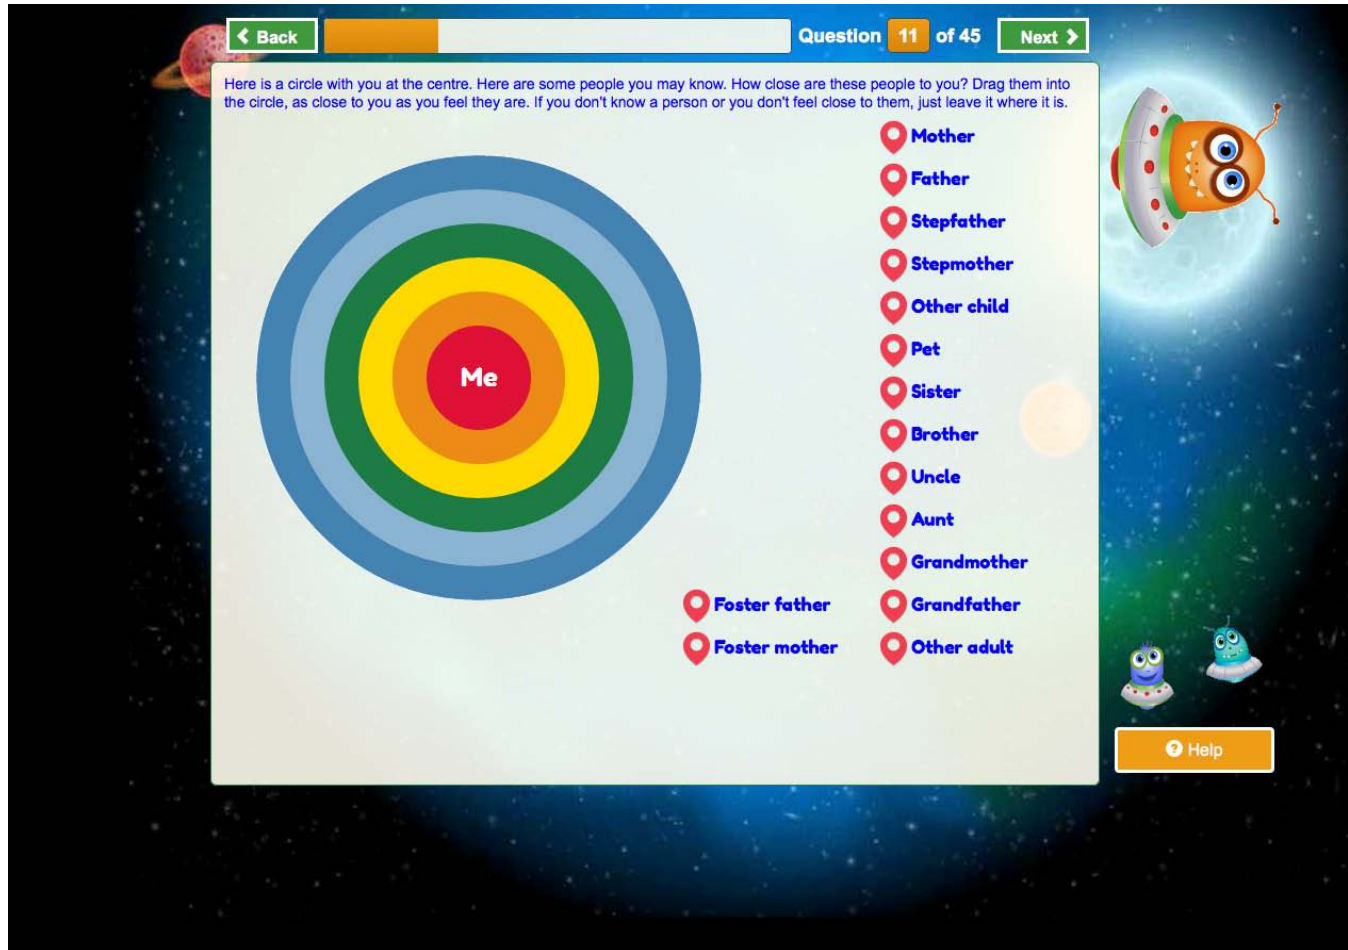 Back
Question 11 of 45
Next
Here is a circle with you at the centre. Here are some people you may know. How close are these people to you? Drag them into
the circle, as close to you as you feel they are. If you don't know a person or you don't feel close to them, just leave it where it is.
Me
Mother
Father
Stepfather
Stepmother
Other child
Pet
Sister
Brother
Uncle
Aunt
Grandmother
Foster father
Grandfather
Foster mother
Other adult
Help